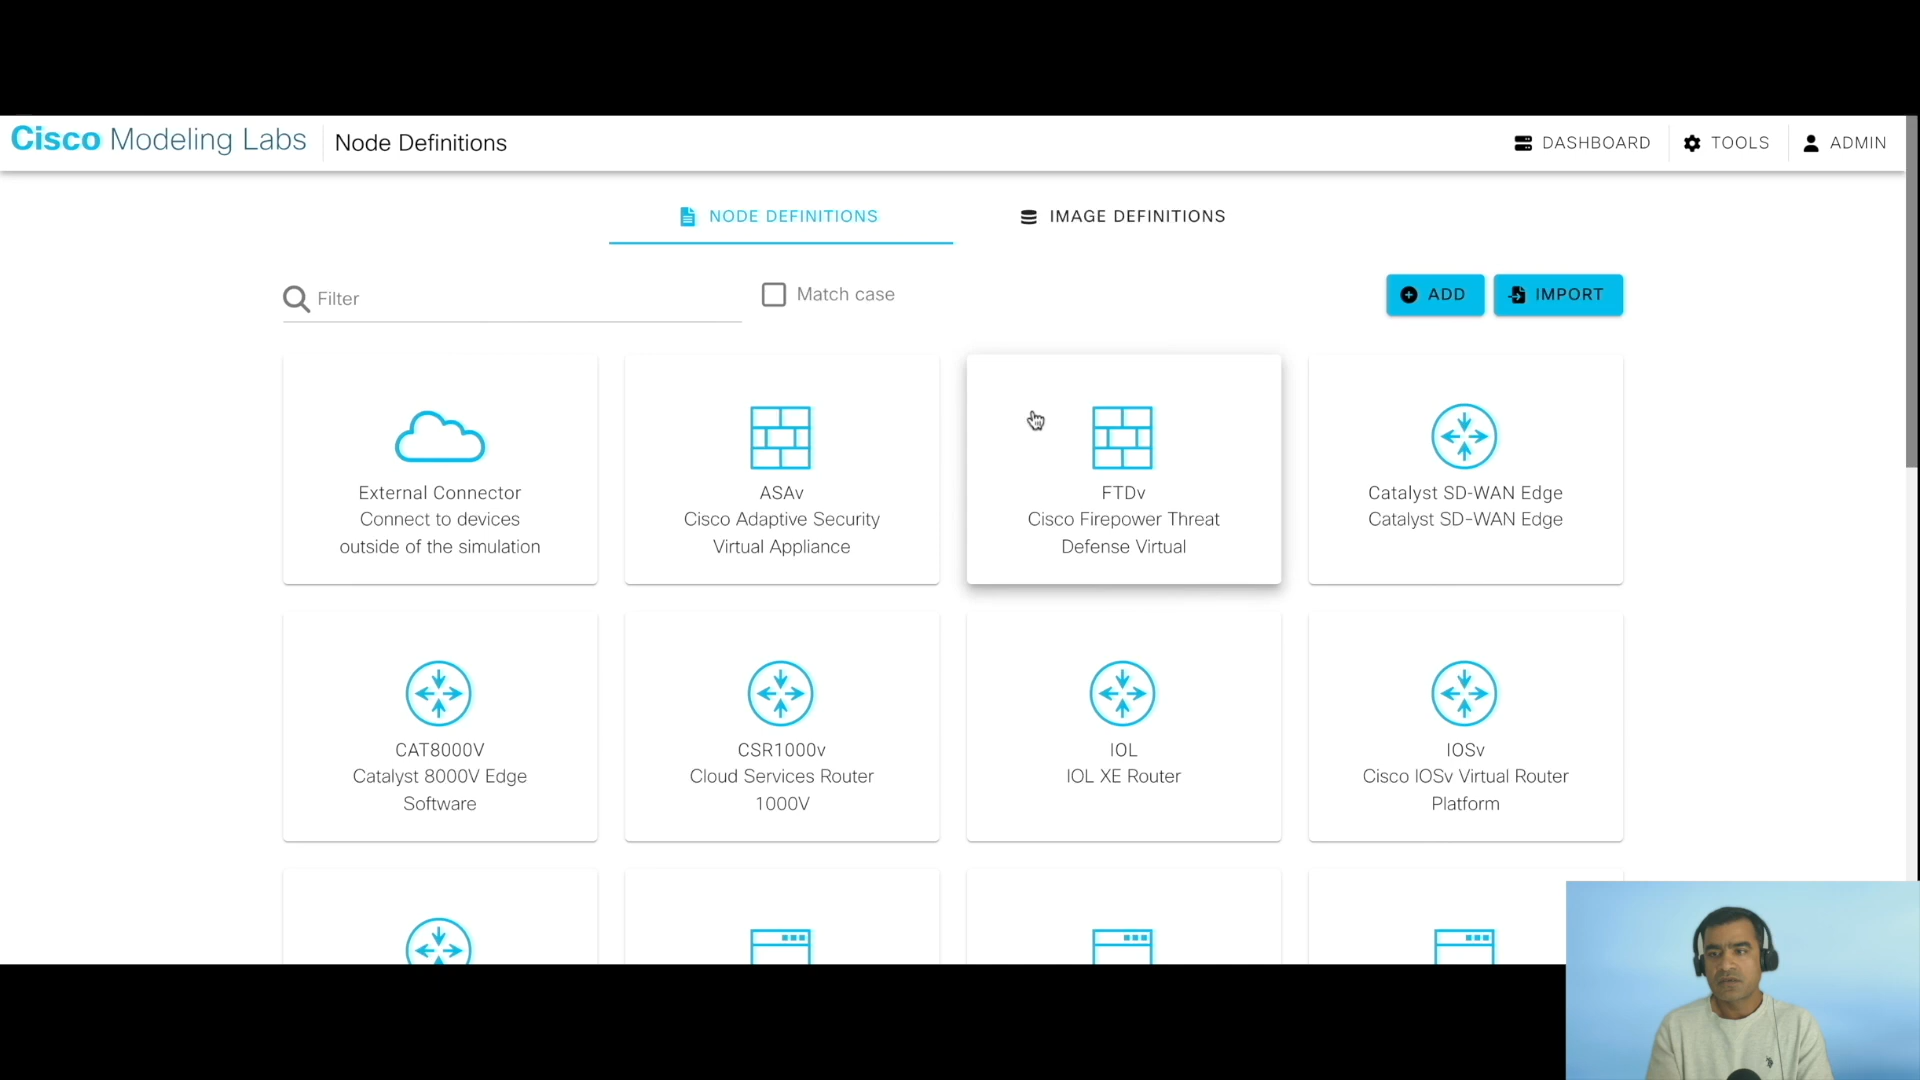 Cisco Modeling Labs
Node Definitions
DASHBOARD
TOOLS
ADMIN
NODE DEFINITIONS
IMAGE DEFINITIONS
Filter
Match case
ADD
IMPORT
External Connector
Connect to devices
outside of the simulation
ASAv
Cisco Adaptive Security
Virtual Appliance
FTDv
Cisco Firepower Threat
Defense Virtual
Catalyst SD-WAN Edge
Catalyst SD-WAN Edge
CAT8000V
Catalyst 8000V Edge
Software
CSR1000v
Cloud Services Router
1000V
IOL
IOL XE Router
IOSv
Cisco IOSv Virtual Router
Platform